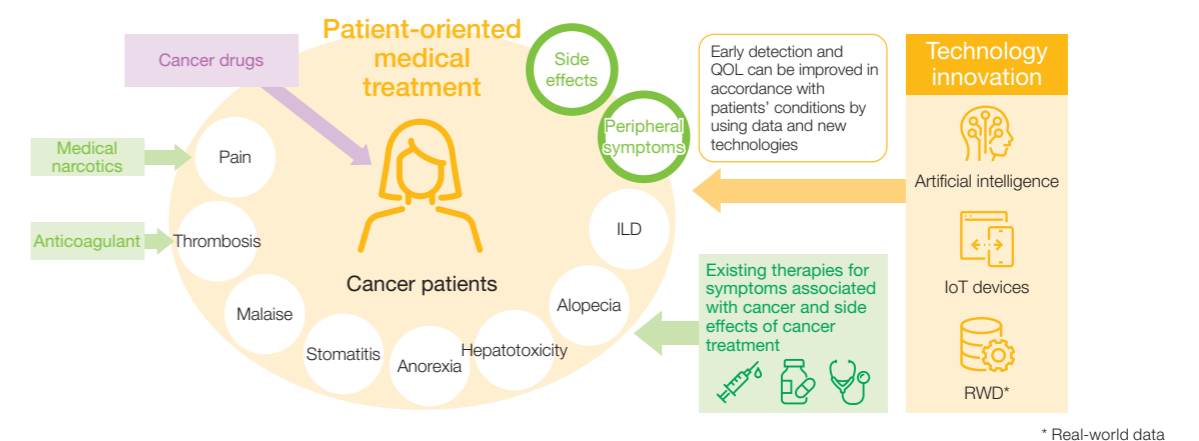 Patient-oriented
medical
treatment
Cancer drugs
Side
effects
Peripheral
symptoms
Early detection and
QOL can be improved in
accordance with
patients’ conditions by
using data and new
technologies
Technology
innovation
Artificial intelligence
IoT devices
RWD*
Medical
narcotics
Pain
Anticoagulant
Thrombosis
Malaise
Stomatitis
Anorexia
Hepatotoxicity
Alopecia
ILD
Cancer patients
Existing therapies for
symptoms associated
with cancer and side
effects of cancer
treatment
* Real-world data